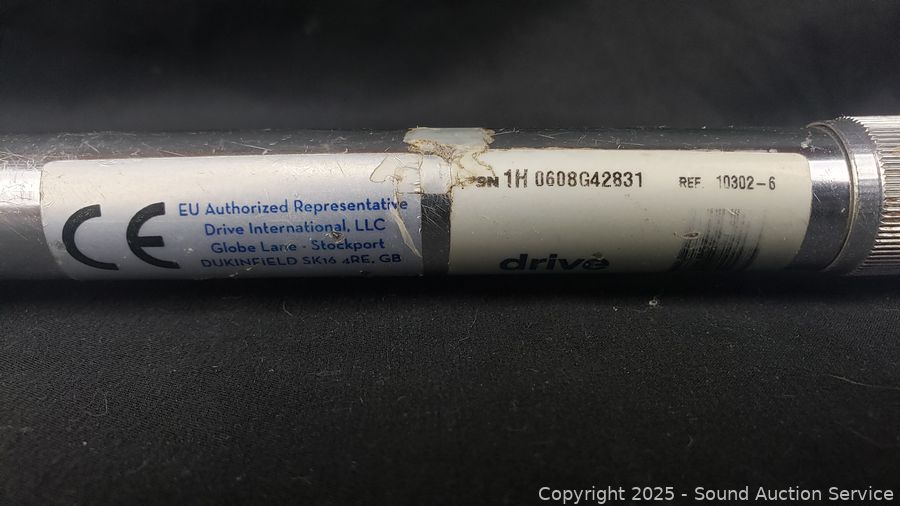 CE
EU Authorized Representative
Drive International, LLC
Globe Lane - Stockport
DUKINFIELD SK16 4RE, GB
SN 1H 0608G42831
REF. 10302-6
drive
Copyright 2025 - Sound Auction Service